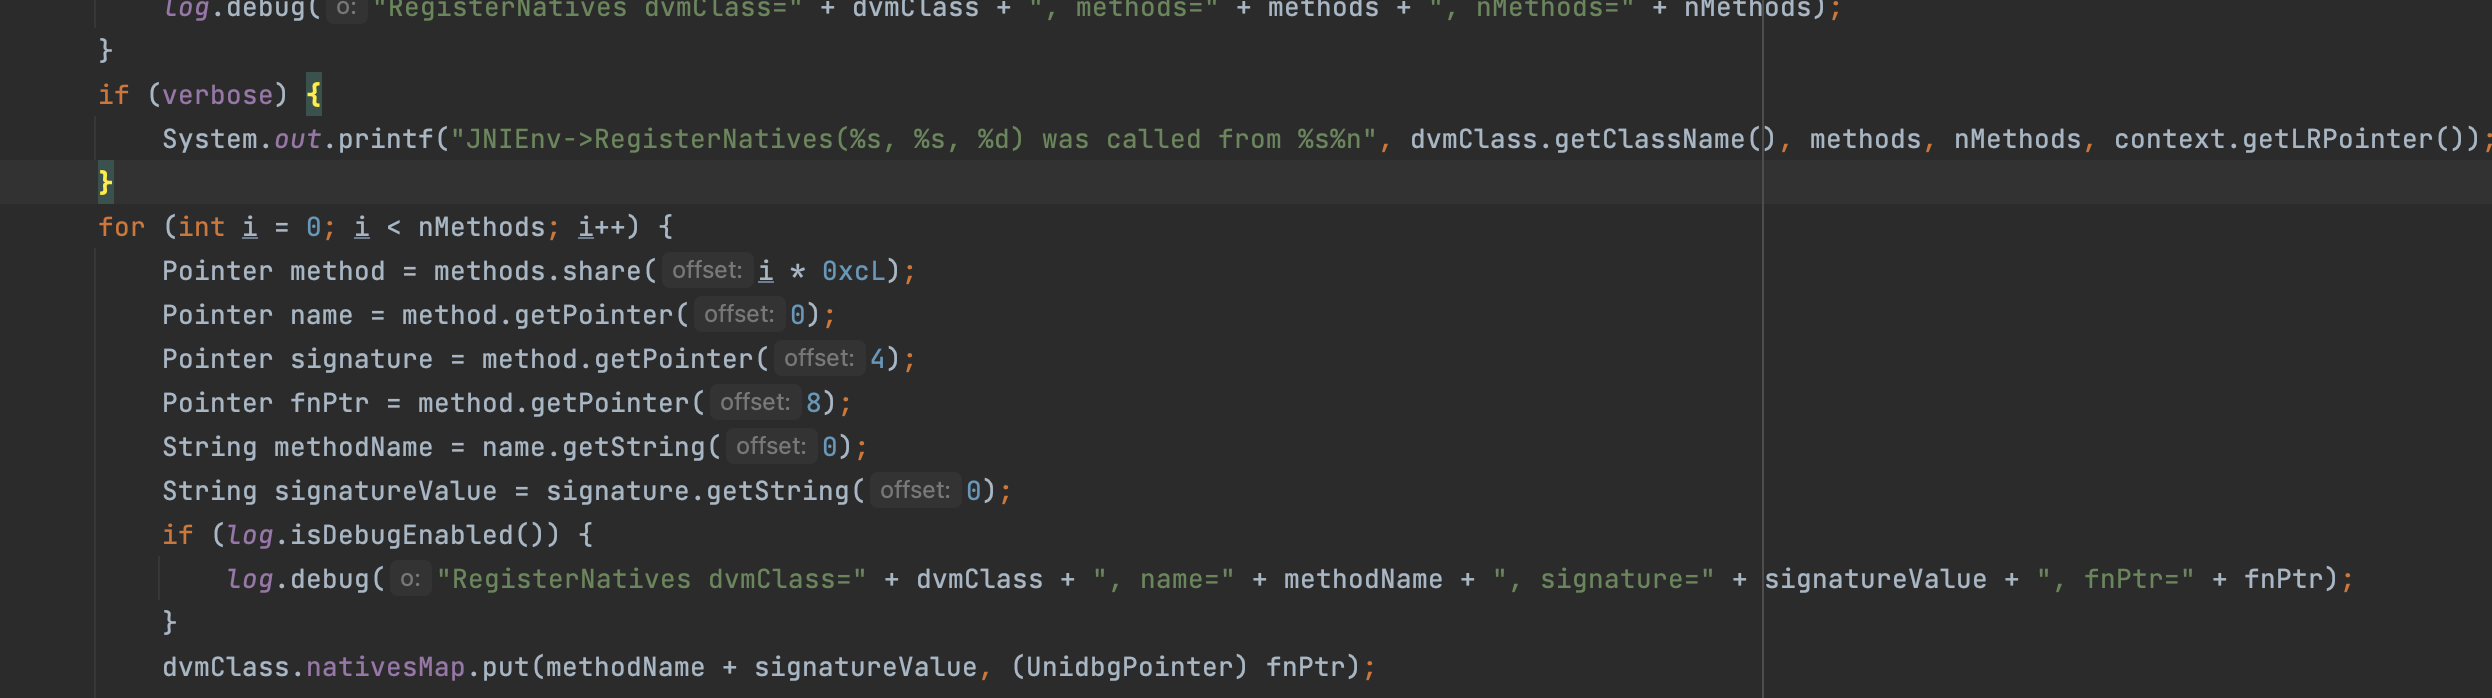 log.debug( o: "RegisterNatives dvmClass=" + dvmClass + ", methods=" + methods + ", nMethods=" + nMethods);
}
if (verbose) {
System.out.printf("JNIEnv->RegisterNatives(%s, %s, %d) was called from %s%n", dvmClass.getClassName(), methods, nMethods, context.getLRPointer());
}
for (int i = 0; i < nMethods; i++) {
Pointer method = methods.share( offset: i * 0xcL);
Pointer name = method.getPointer( offset: 0);
Pointer signature = method.getPointer( offset: 4);
Pointer fnPtr = method.getPointer( offset: 8);
String methodName = name.getString( offset: 0);
String signatureValue = signature.getString( offset: 0);
if (log.isDebugEnabled()) {
log.debug( o: "RegisterNatives dvmClass=" + dvmClass + ", name=" + methodName + ", signature=" + signatureValue + ", fnPtr=" + fnPtr);
}
dvmClass.nativesMap.put(methodName + signatureValue, (UnidbgPointer) fnPtr);